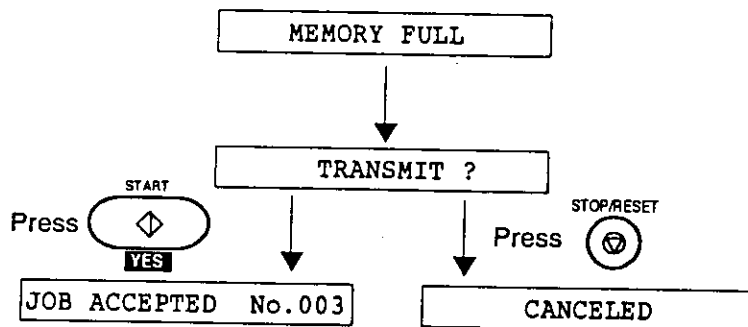 MEMORY FULL
TRANSMIT ?
START
Press
YES
STOP/RESET
Press
JOB ACCEPTED No.003
CANCELED